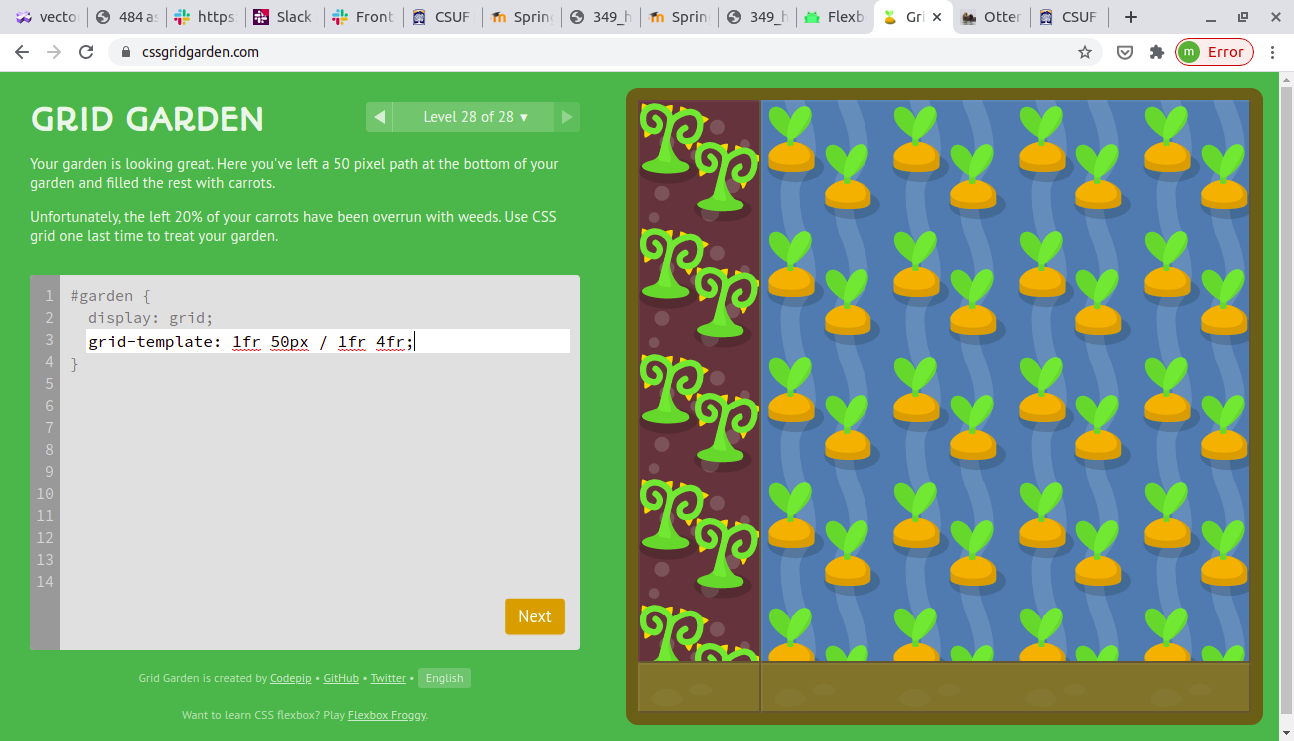 vecto
484 as
https
Slack
Front
CSUF
Spring
349_h
Sprin
349_h
Flexb
Gri
Otter
CSUF
cssgridgarden.com
m Error
GRID GARDEN
Level 28 of 28 ▼
Your garden is looking great. Here you've left a 50 pixel path at the bottom of your
garden and filled the rest with carrots.
Unfortunately, the left 20% of your carrots have been overrun with weeds. Use CSS
grid one last time to treat your garden.
1 #garden {
2 display: grid;
3 grid-template: 1fr 50px / 1fr 4fr;
4 }
5
6
7
8
9
10
11
12
13
14
Next
Grid Garden is created by Codepip • GitHub • Twitter • English
Want to learn CSS flexbox? Play Flexbox Froggy.